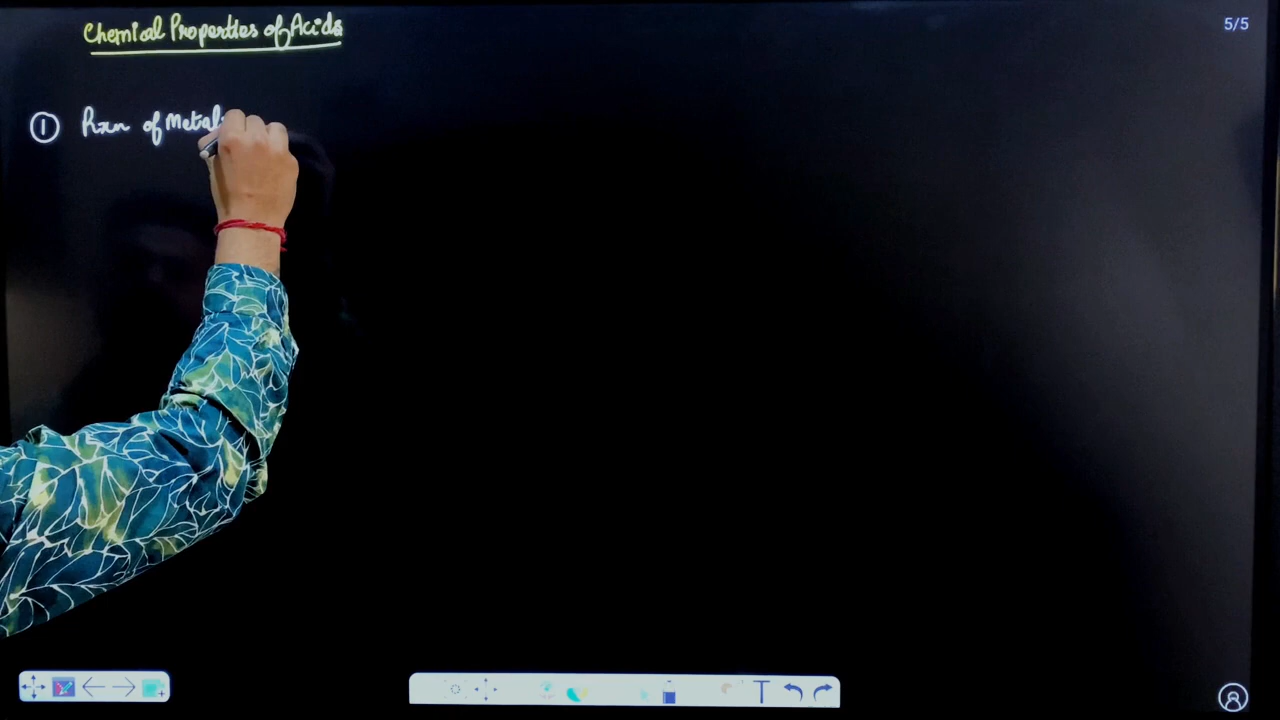 Chemical Properties of Acids
5/5
① Rxn of Metal
T